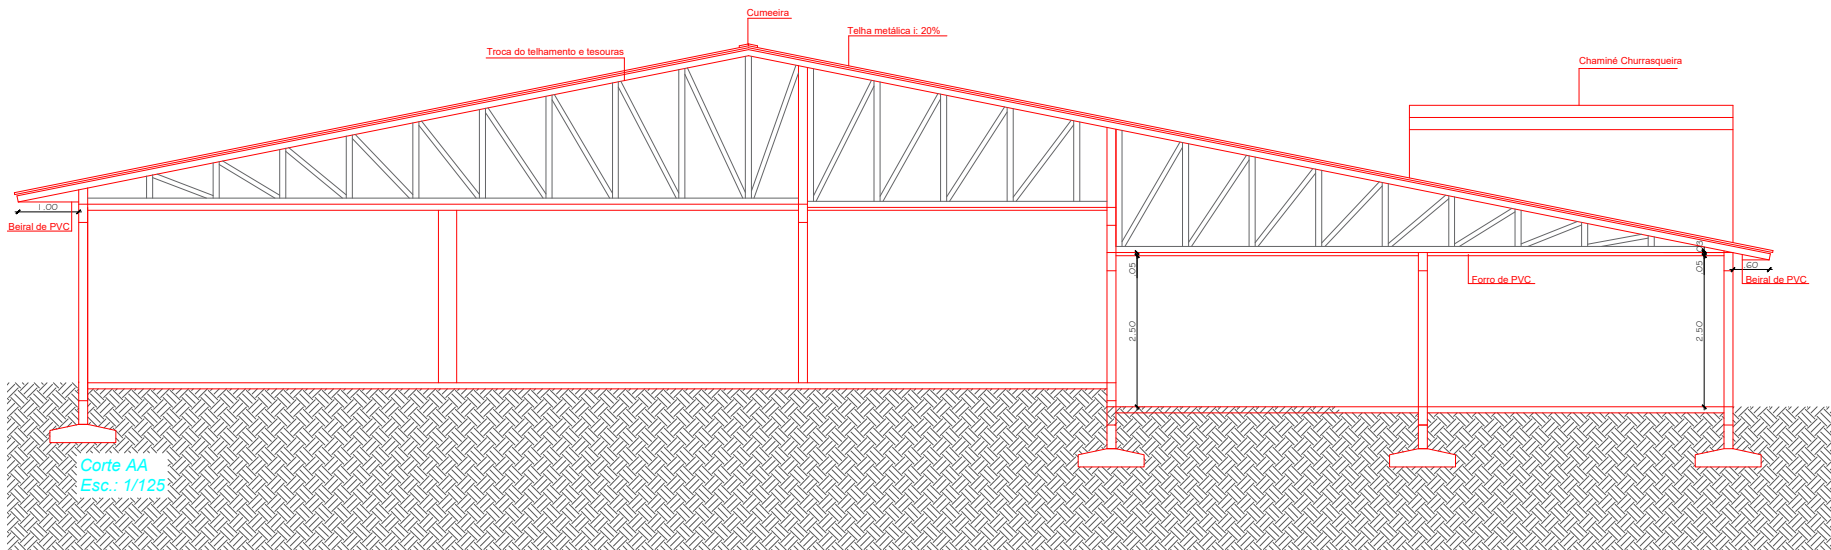 Cumeeira
Telha metálica i: 20%
Troca do telhamento e tesouras
Chaminé Churrasqueira
1.00
Beiral de PVC
.05
2.50
Forro de PVC
.05
2.50
.60
Beiral de PVC
Corte AA
Esc.: 1/125